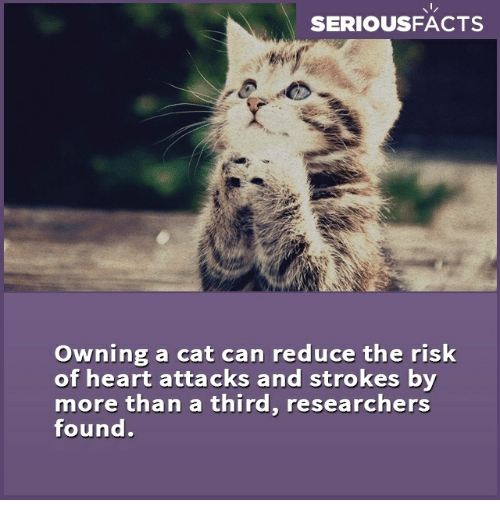 SERIOUSFACTS
Owning a cat can reduce the risk
of heart attacks and strokes by
more than a third, researchers
found.